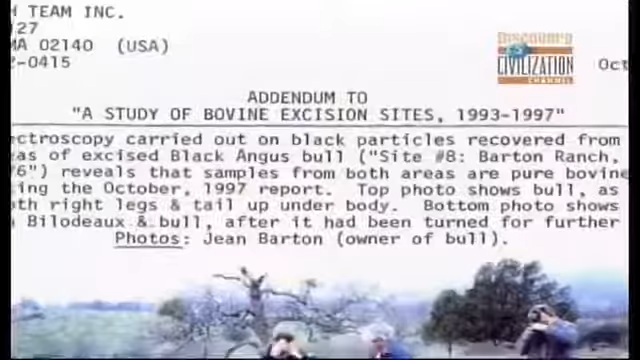 H TEAM INC.
27
MA 02140 (USA)
2-0415
Discovery
CIVILIZATION
CHANNEL
Oct
ADDENDUM TO
"A STUDY OF BOVINE EXCISION SITES, 1993-1997"
ectroscopy carried out on black particles recovered from
as of excised Black Angus bull ("Site #8: Barton Ranch,
76") reveals that samples from both areas are pure bovine
ing the October, 1997 report. Top photo shows bull, as
th right legs & tail up under body. Bottom photo shows
Bilodeaux & bull, after it had been turned for further
Photos: Jean Barton (owner of bull).